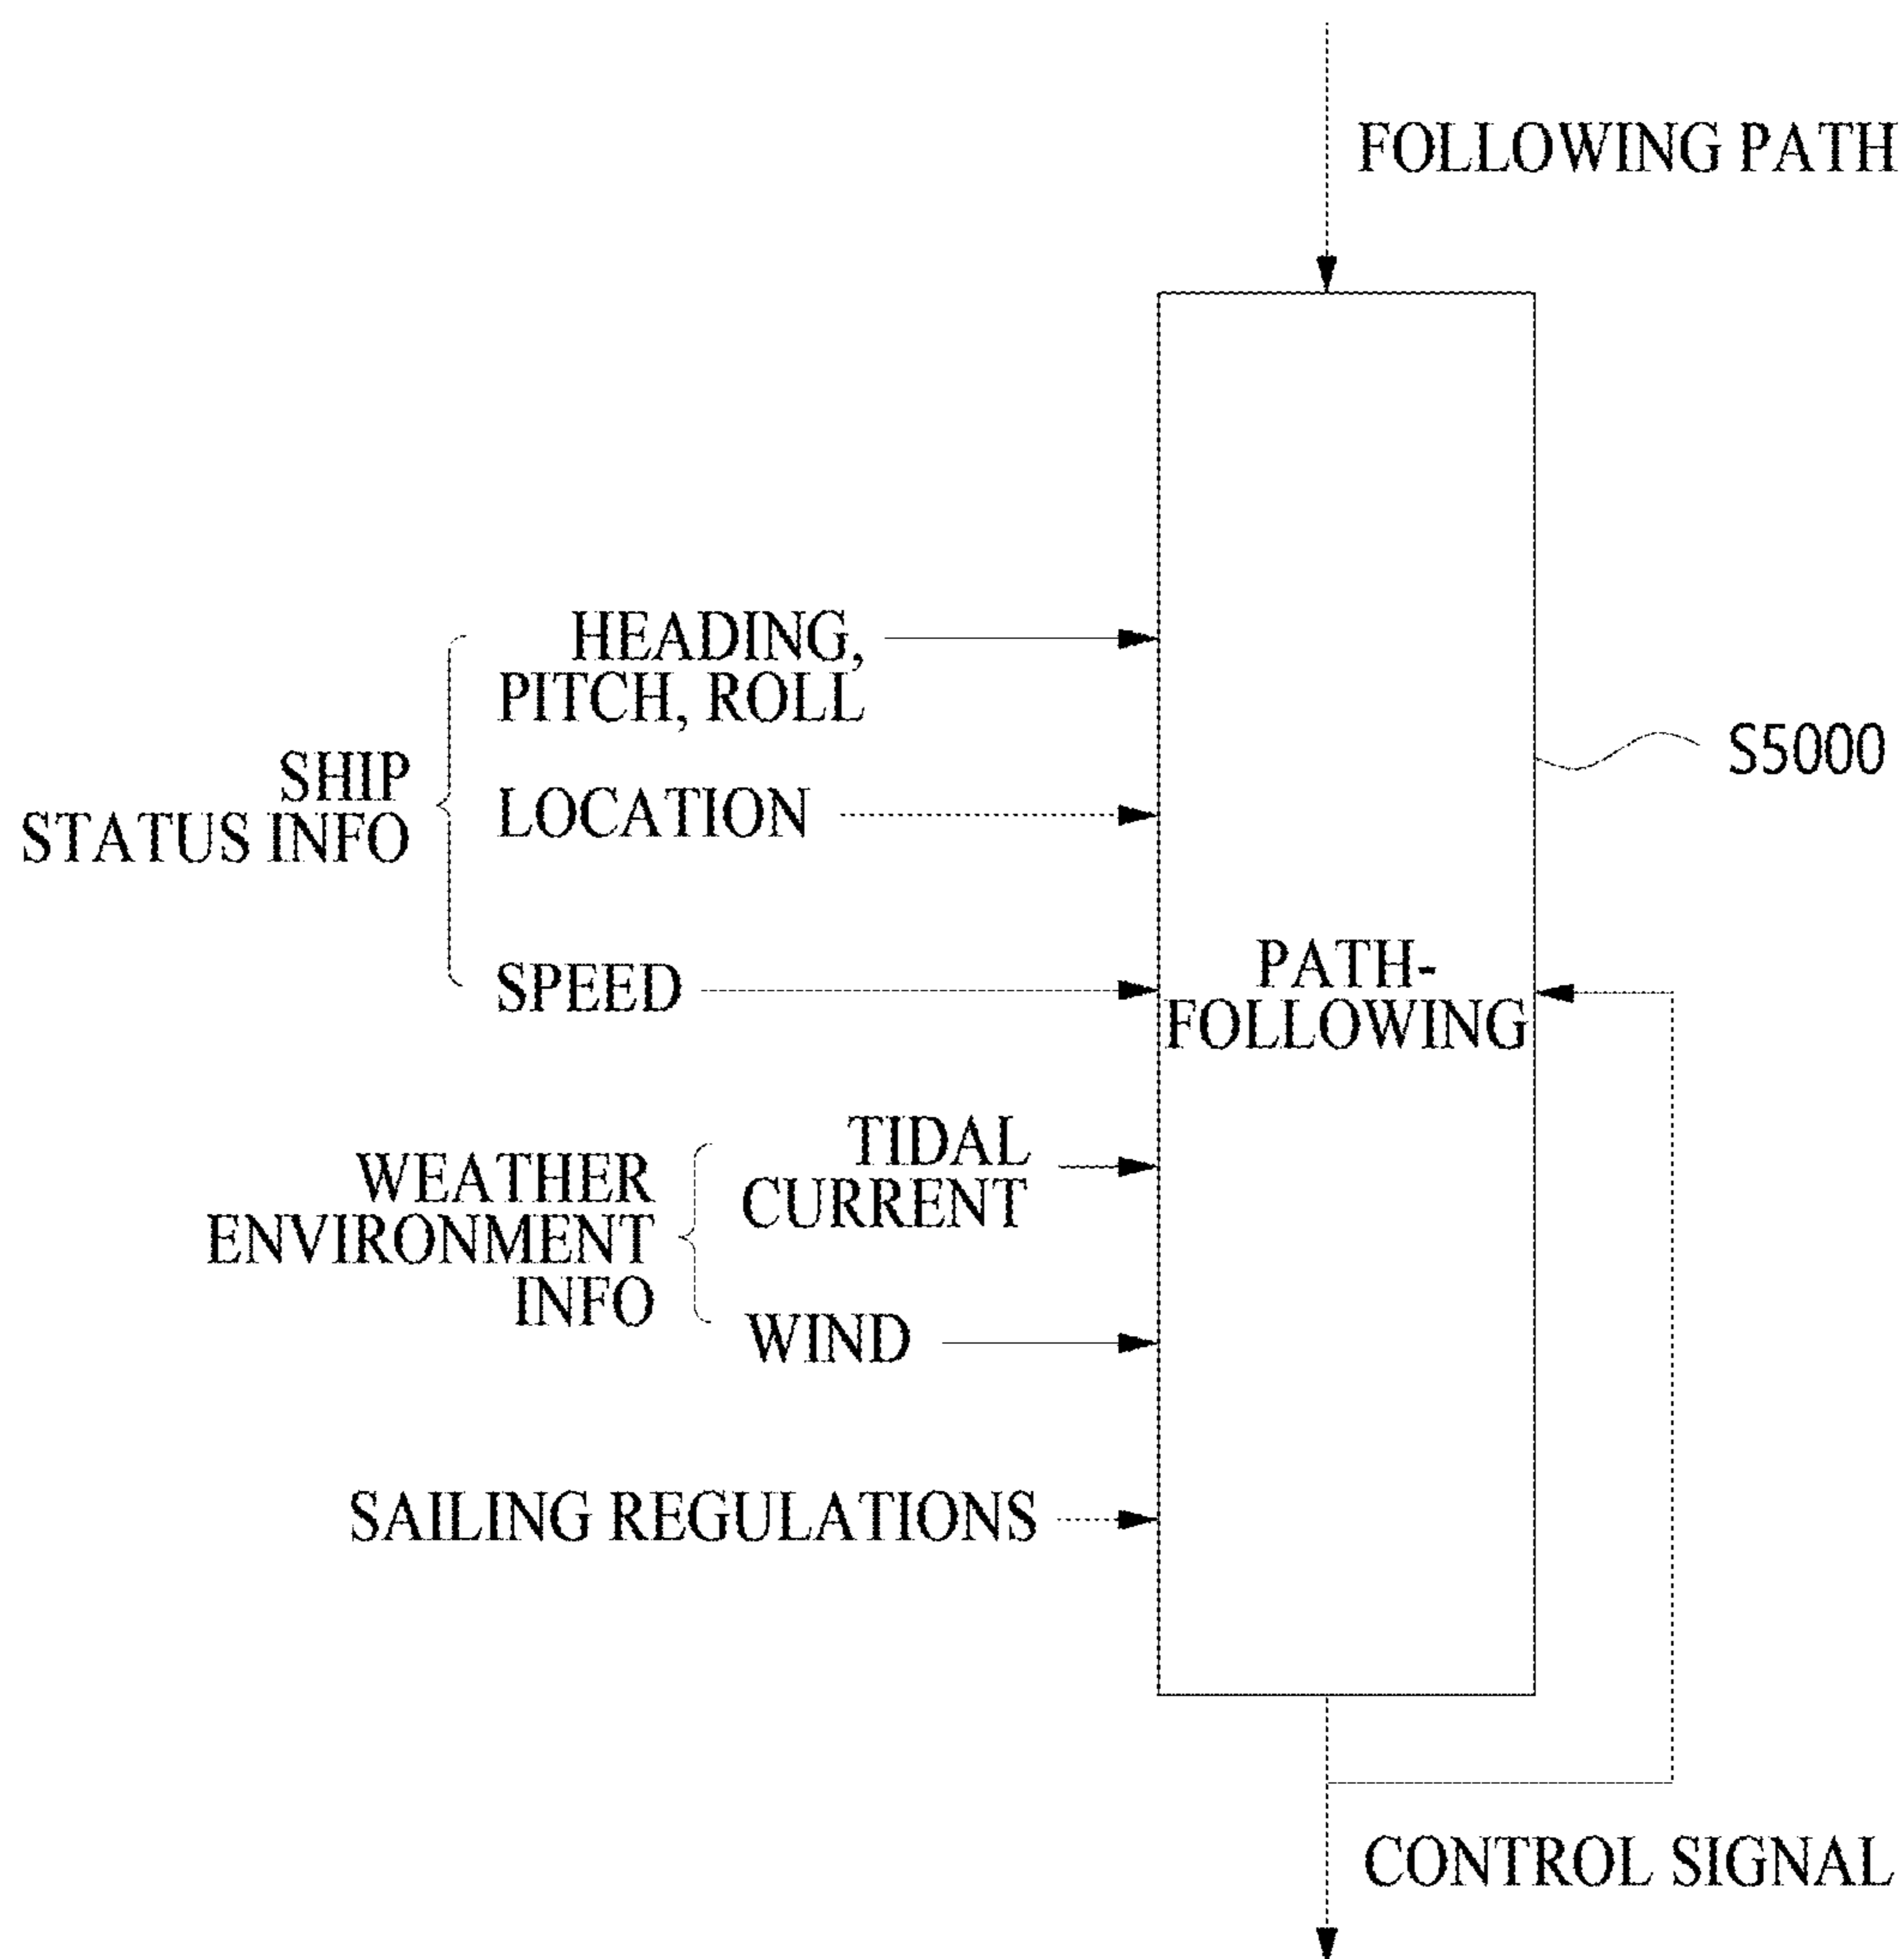 FOLLOWING PATH
HEADING,
PITCH, ROLL
SHIP
STATUS INFO
LOCATION
SPEED
S5000
PATH-
FOLLOWING
WEATHER
ENVIRONMENT
INFO
TIDAL
CURRENT
WIND
SAILING REGULATIONS
CONTROL SIGNAL